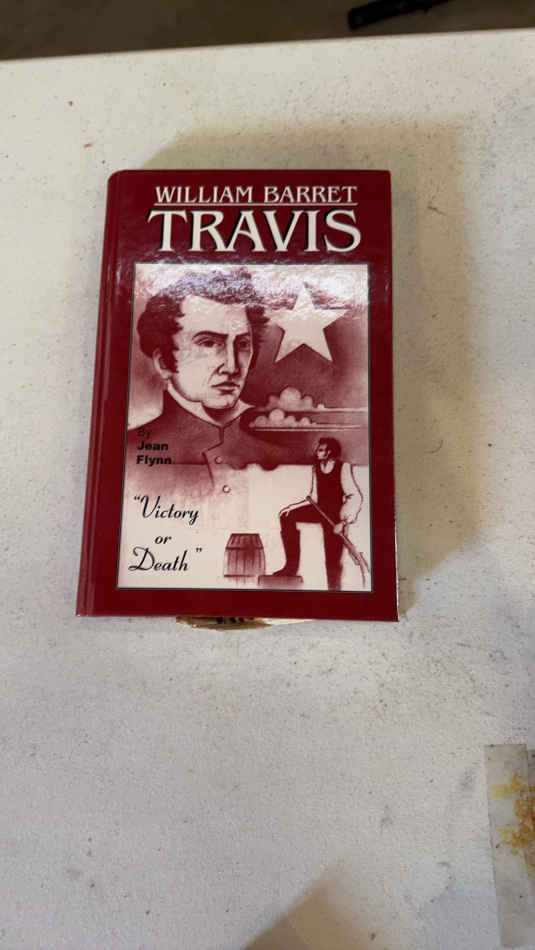 WILLIAM BARRET
TRAVIS
By
Jean
Flynn
"Victory
or
Death"